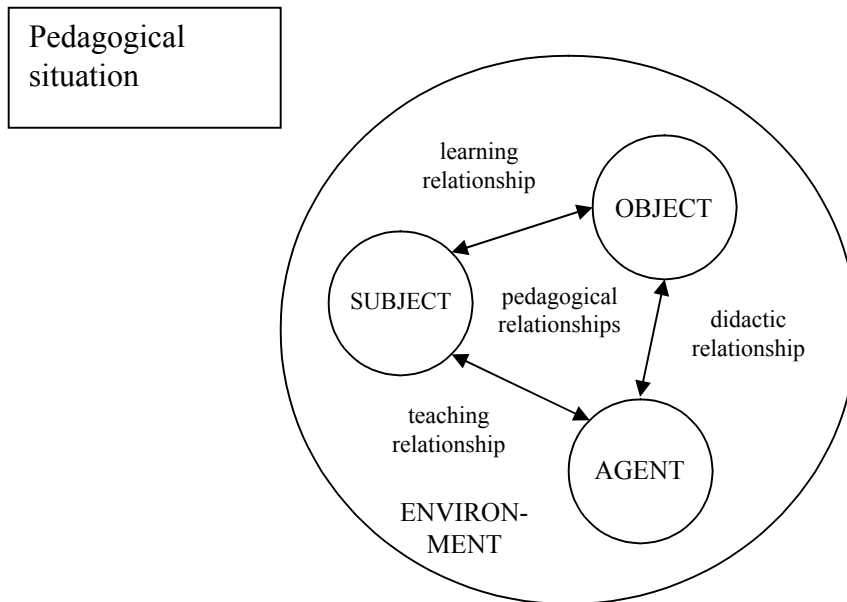 Pedagogical
situation
learning
relationship
OBJECT
SUBJECT
pedagogical
relationships
didactic
relationship
teaching
relationship
AGENT
ENVIRON-
MENT